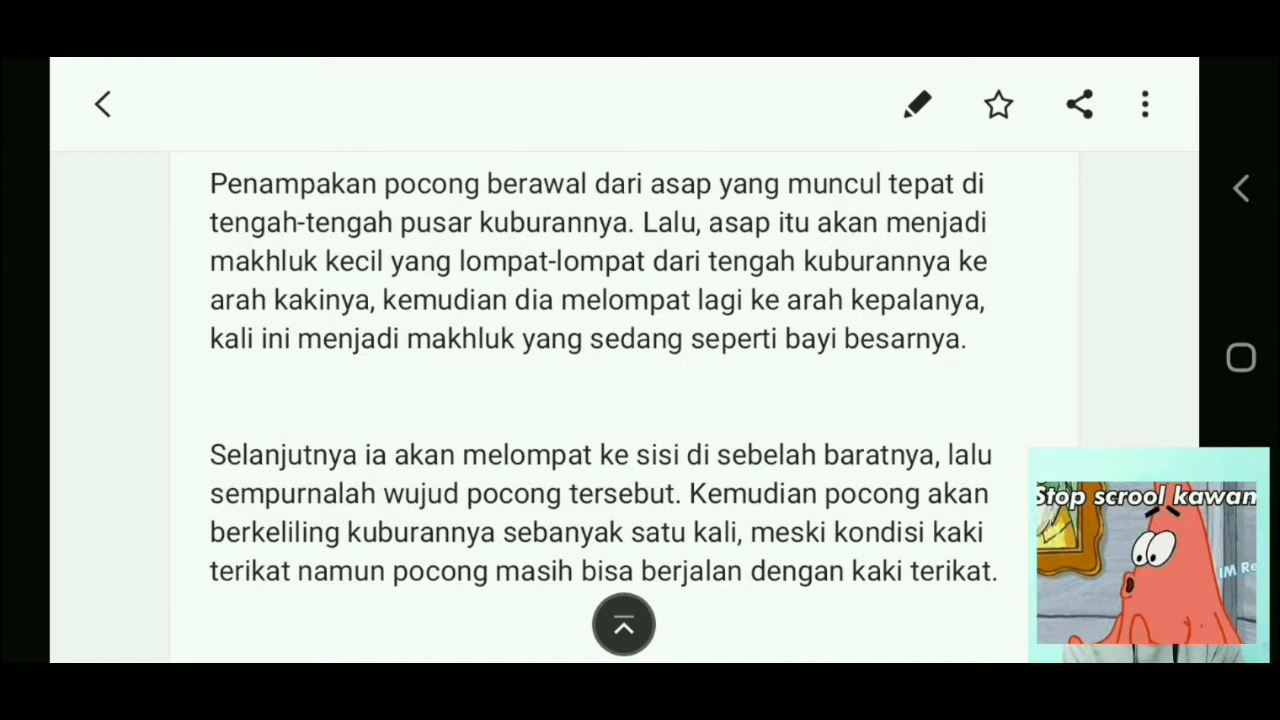 Penampakan pocong berawal dari asap yang muncul tepat di
tengah-tengah pusar kuburannya. Lalu, asap itu akan menjadi
makhluk kecil yang lompat-lompat dari tengah kuburannya ke
arah kakinya, kemudian dia melompat lagi ke arah kepalanya,
kali ini menjadi makhluk yang sedang seperti bayi besarnya.
Selanjutnya ia akan melompat ke sisi di sebelah baratnya, lalu
sempurnalah wujud pocong tersebut. Kemudian pocong akan
berkeliling kuburannya sebanyak satu kali, meski kondisi kaki
terikat namun pocong masih bisa berjalan dengan kaki terikat.
Stop scrool kawan
IM Re